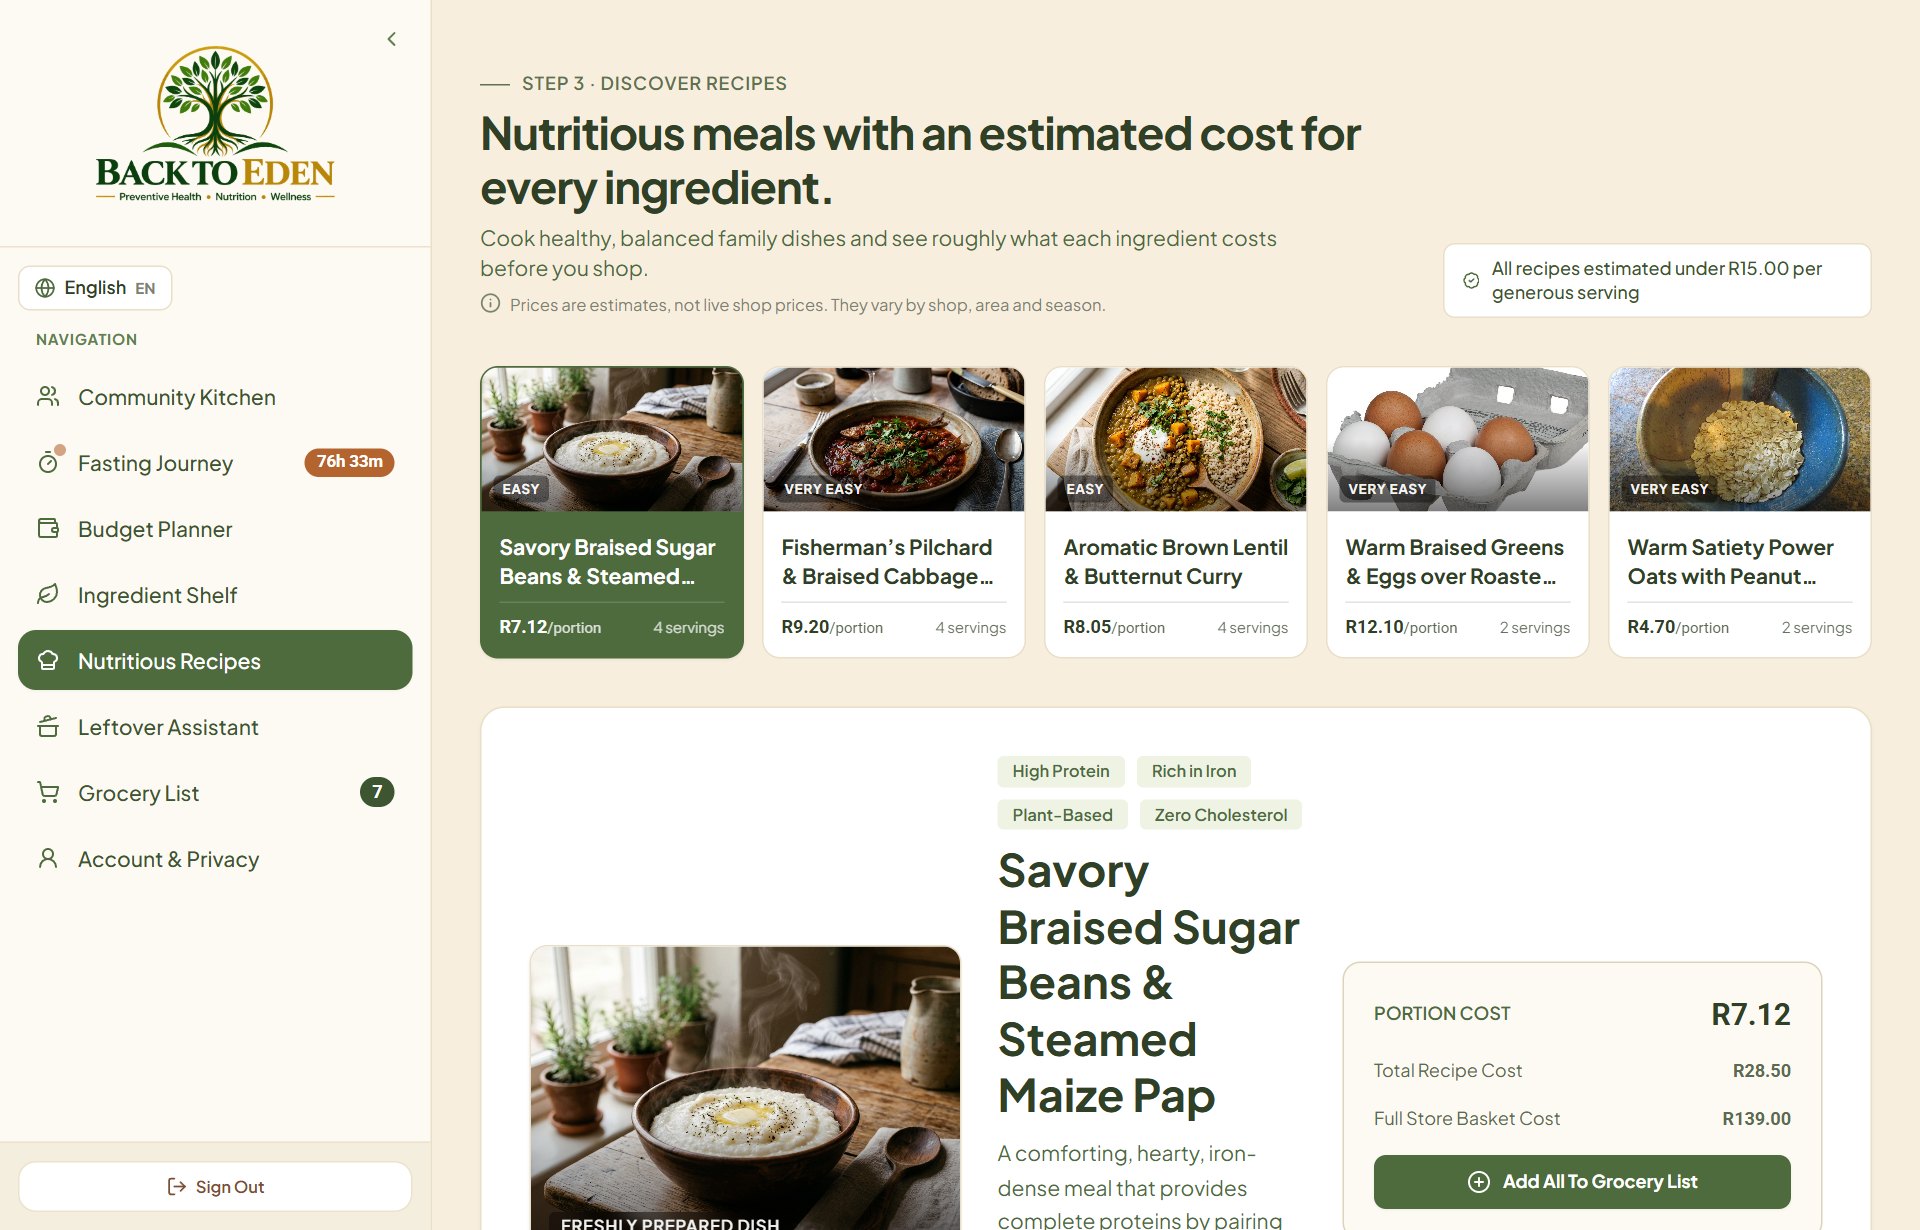 BACK TO EDEN
Preventive Health • Nutrition • Wellness
English EN
NAVIGATION
Community Kitchen
Fasting Journey
76h 33m
Budget Planner
Ingredient Shelf
Nutritious Recipes
Leftover Assistant
Grocery List
7
Account & Privacy
Sign Out
STEP 3 · DISCOVER RECIPES
Nutritious meals with an estimated cost for
every ingredient.
Cook healthy, balanced family dishes and see roughly what each ingredient costs
before you shop.
Prices are estimates, not live shop prices. They vary by shop, area and season.
All recipes estimated under R15.00 per
generous serving
EASY
Savory Braised Sugar
Beans & Steamed...
R7.12/portion
4 servings
VERY EASY
Fisherman's Pilchard
& Braised Cabbage...
R9.20/portion
4 servings
EASY
Aromatic Brown Lentil
& Butternut Curry
R8.05/portion
4 servings
VERY EASY
Warm Braised Greens
& Eggs over Roaste...
R12.10/portion
2 servings
VERY EASY
Warm Satiety Power
Oats with Peanut...
R4.70/portion
2 servings
FRESHLY PREPARED DISH
High Protein
Rich in Iron
Plant-Based
Zero Cholesterol
Savory
Braised Sugar
Beans &
Steamed
Maize Pap
A comforting, hearty, iron-
dense meal that provides
complete proteins by pairing
PORTION COST
R7.12
Total Recipe Cost
R28.50
Full Store Basket Cost
R139.00
Add All To Grocery List